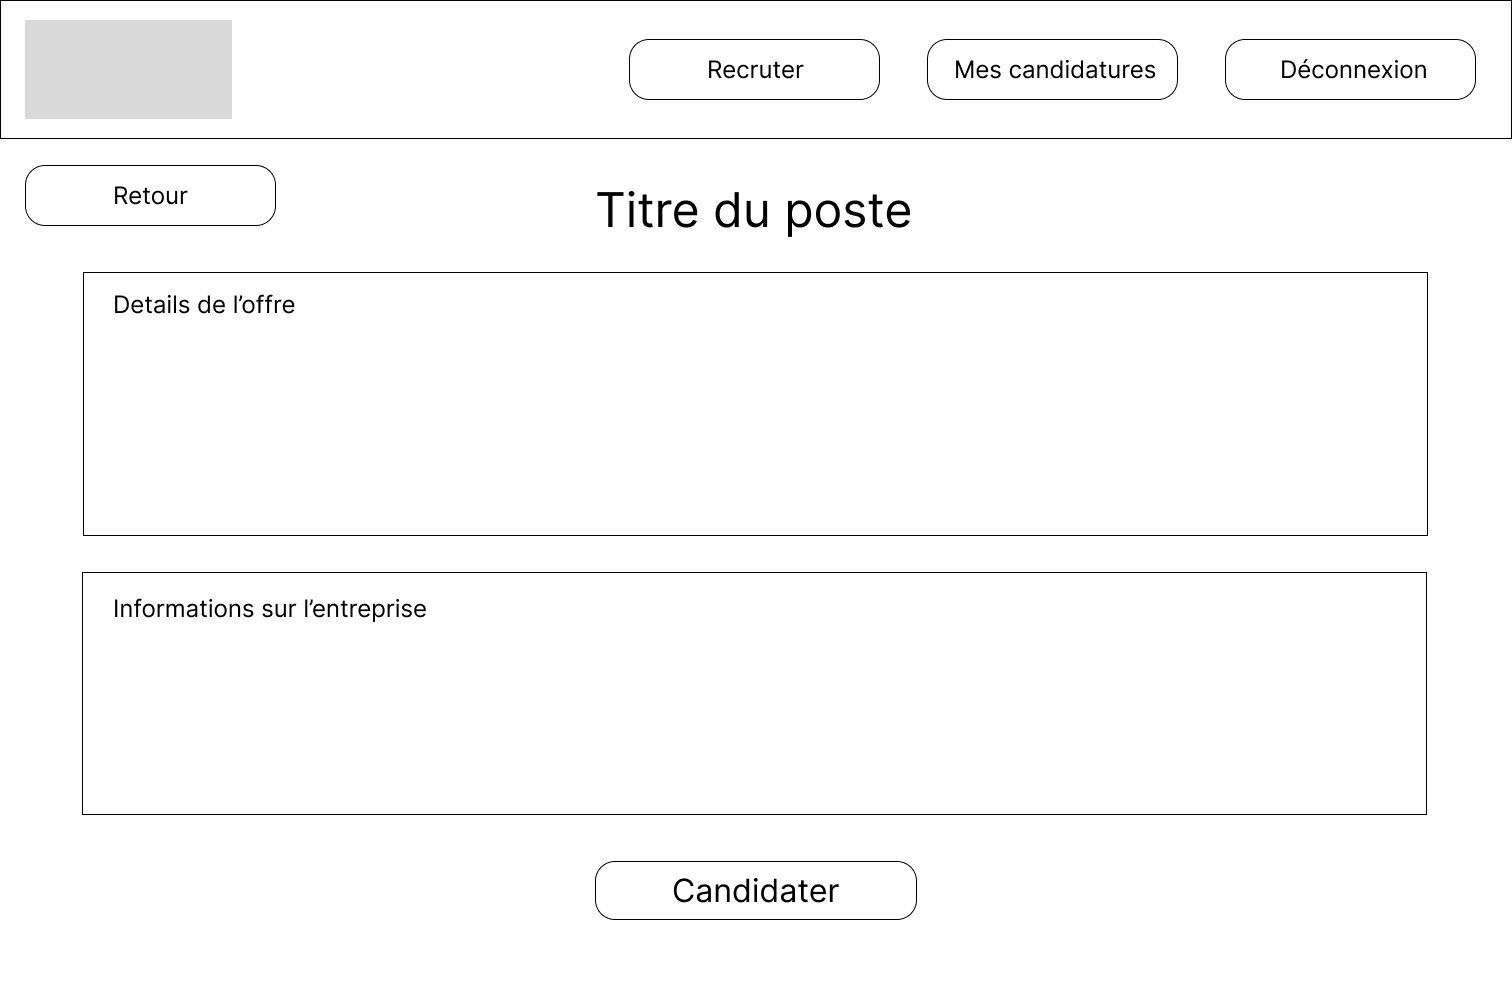 Recruter
Mes candidatures
Déconnexion
Retour
Titre du poste
Details de l’offre
Informations sur l’entreprise
Candidater